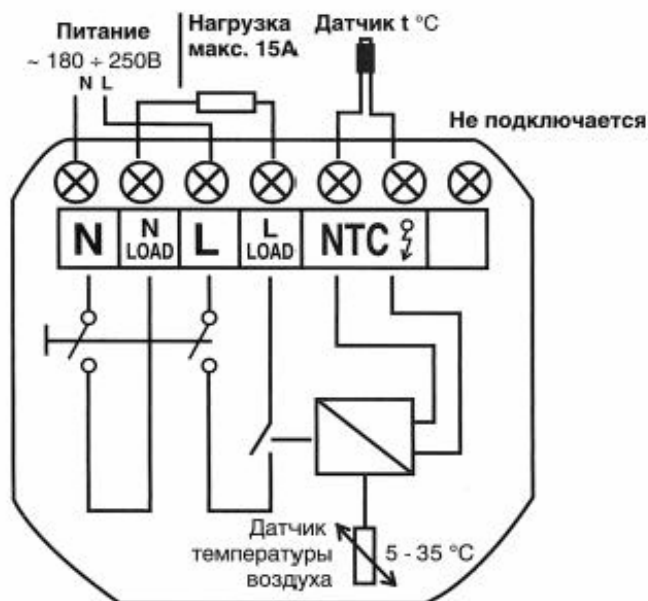 Питание
~ 180 ÷ 250В
N L
Нагрузка
макс. 15А
Датчик t °C
Не подключается
N
N
LOAD
L
L
LOAD
NTC
Датчик
температуры
воздуха
5 - 35 °C